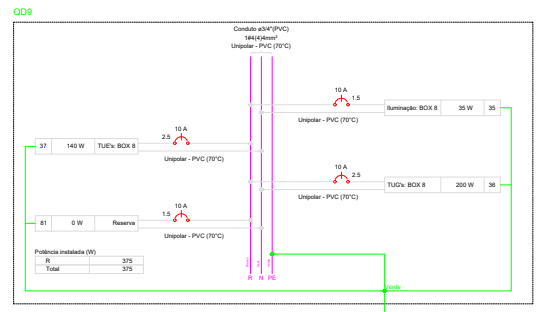 QD9
Conduto ø3/4"(PVC)
1#4(4)4mm²
Unipolar - PVC (70°C)
10 A
1.5
Iluminação: BOX 8 35 W 35
Unipolar - PVC (70°C)
10 A
2.5
37 140 W TUE's: BOX 8
Unipolar - PVC (70°C)
10 A
2.5
TUG's: BOX 8 200 W 36
Unipolar - PVC (70°C)
10 A
1.5
81 0 W Reserva
Unipolar - PVC (70°C)
Potência instalada (W)
R 375
Total 375
R N PE
Verde